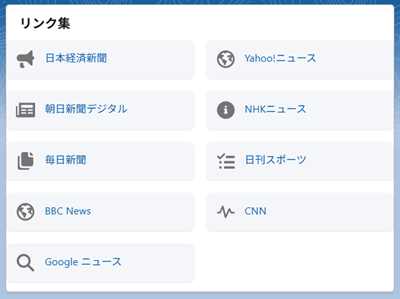 リンク集
日本経済新聞
Yahoo!ニュース
朝日新聞デジタル
NHKニュース
毎日新聞
日刊スポーツ
BBC News
CNN
Google ニュース